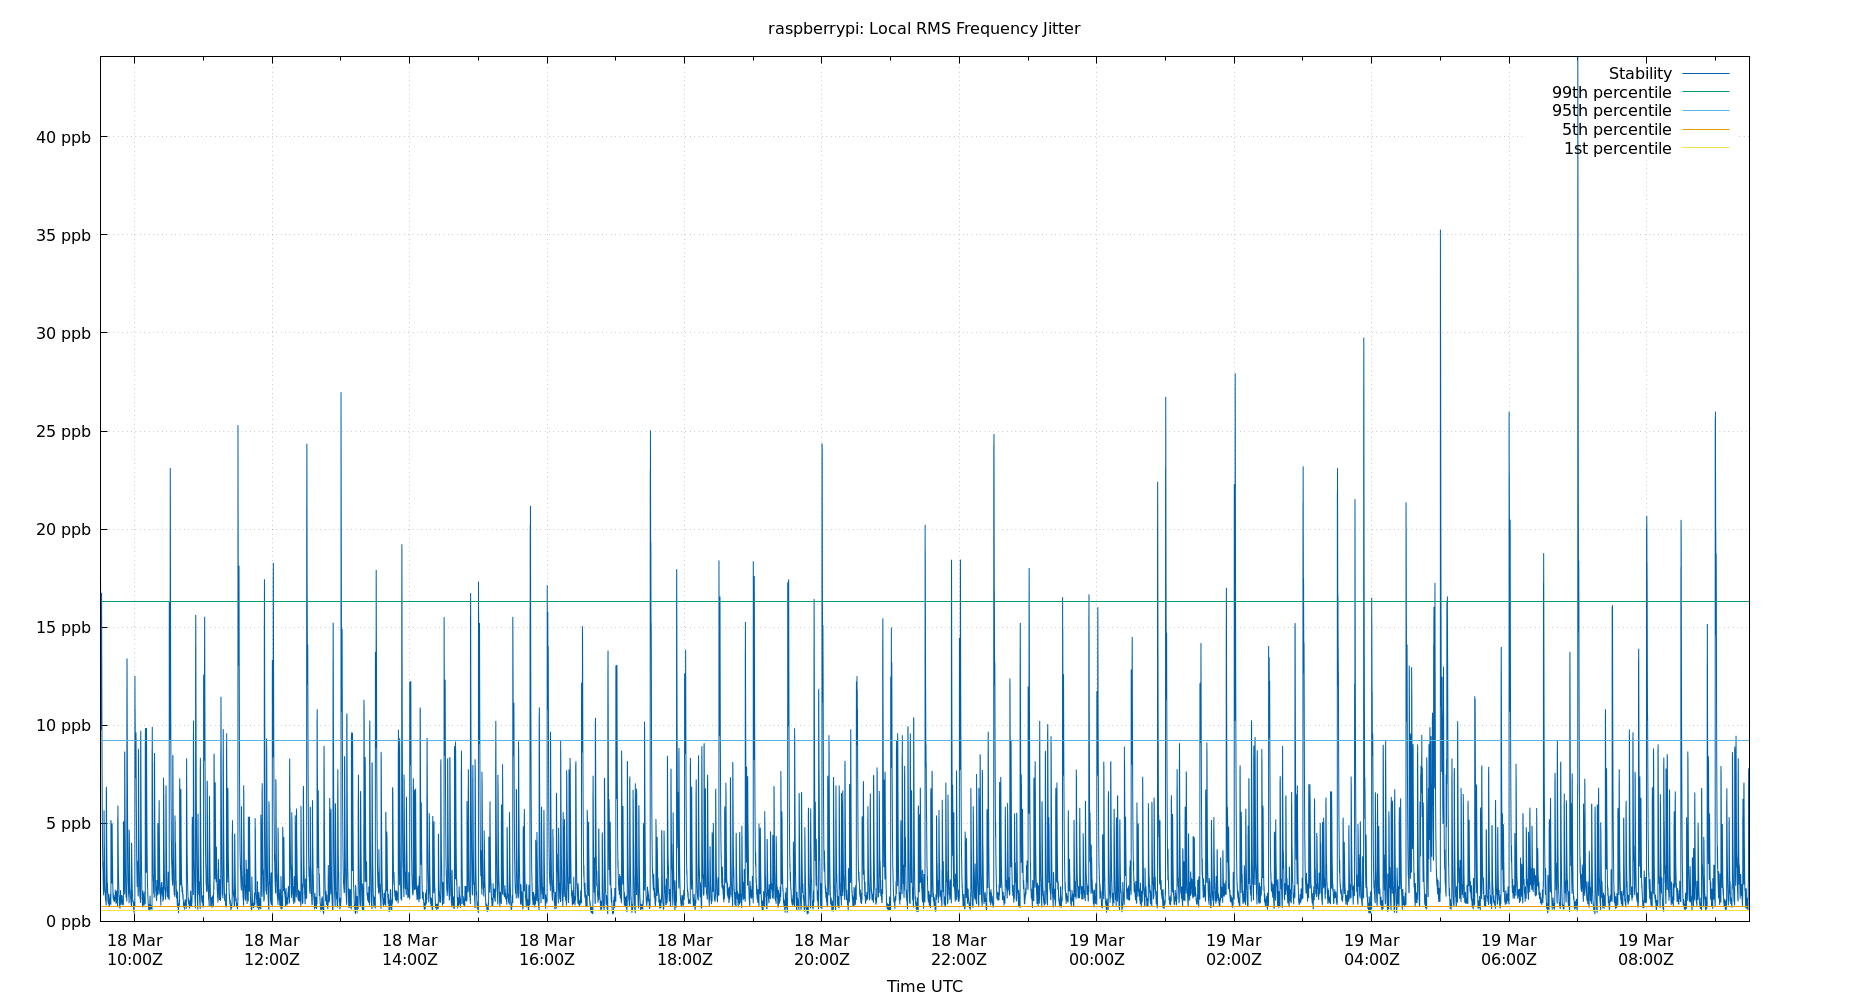 raspberrypi: Local RMS Frequency Jitter
Stability
99th percentile
95th percentile
5th percentile
1st percentile
40 ppb
35 ppb
30 ppb
25 ppb
20 ppb
15 ppb
10 ppb
5 ppb
0 ppb
18 Mar 18 Mar 18 Mar 18 Mar 18 Mar 18 Mar 18 Mar 19 Mar 19 Mar 19 Mar 19 Mar 19 Mar
10:00Z 12:00Z 14:00Z 16:00Z 18:00Z 20:00Z 22:00Z 00:00Z 02:00Z 04:00Z 06:00Z 08:00Z
Time UTC